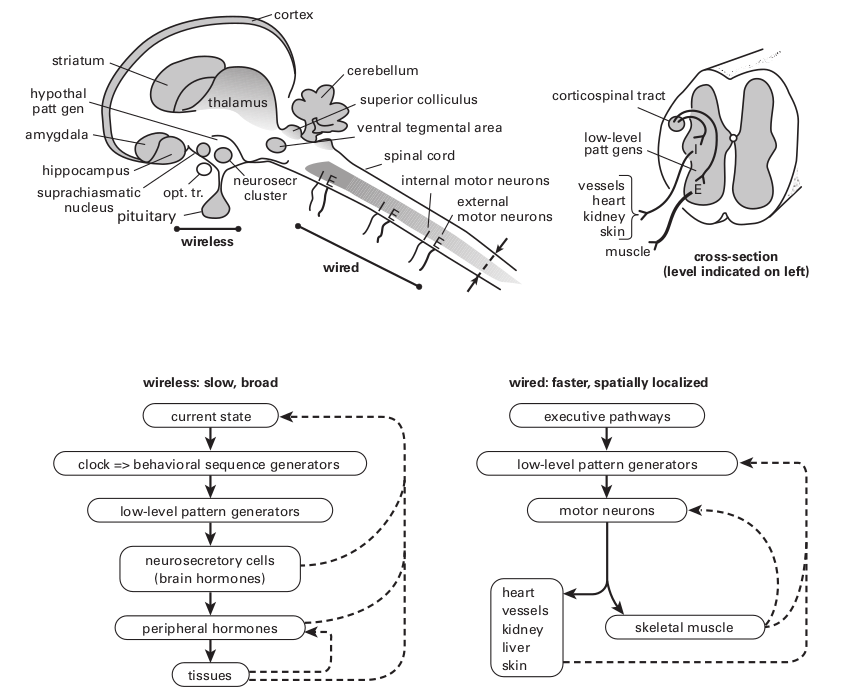 cortex
striatum
hypothal
patt gen
amygdala
hippocampus
suprachiasmatic
nucleus
opt. tr.
pituitary
thalamus
neurosecr
cluster
cerebellum
superior colliculus
ventral tegmental area
spinal cord
internal motor neurons
external
motor neurons
I E
I E
I E
wireless
wired
corticospinal tract
low-level
patt gens
I
E
vessels
heart
kidney
skin
muscle
cross-section
(level indicated on left)
wireless: slow, broad
current state
clock => behavioral sequence generators
low-level pattern generators
neurosecretory cells
(brain hormones)
peripheral hormones
tissues
wired: faster, spatially localized
executive pathways
low-level pattern generators
motor neurons
heart
vessels
kidney
liver
skin
skeletal muscle